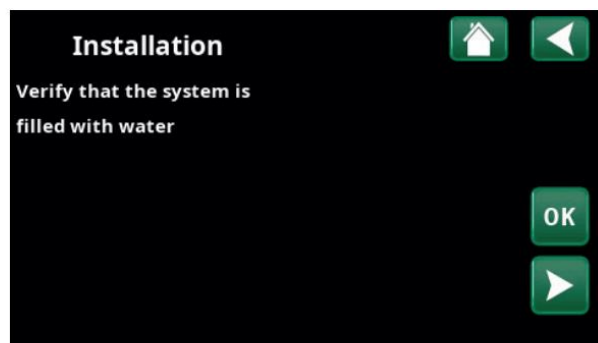 Installation
Verify that the system is
filled with water
OK